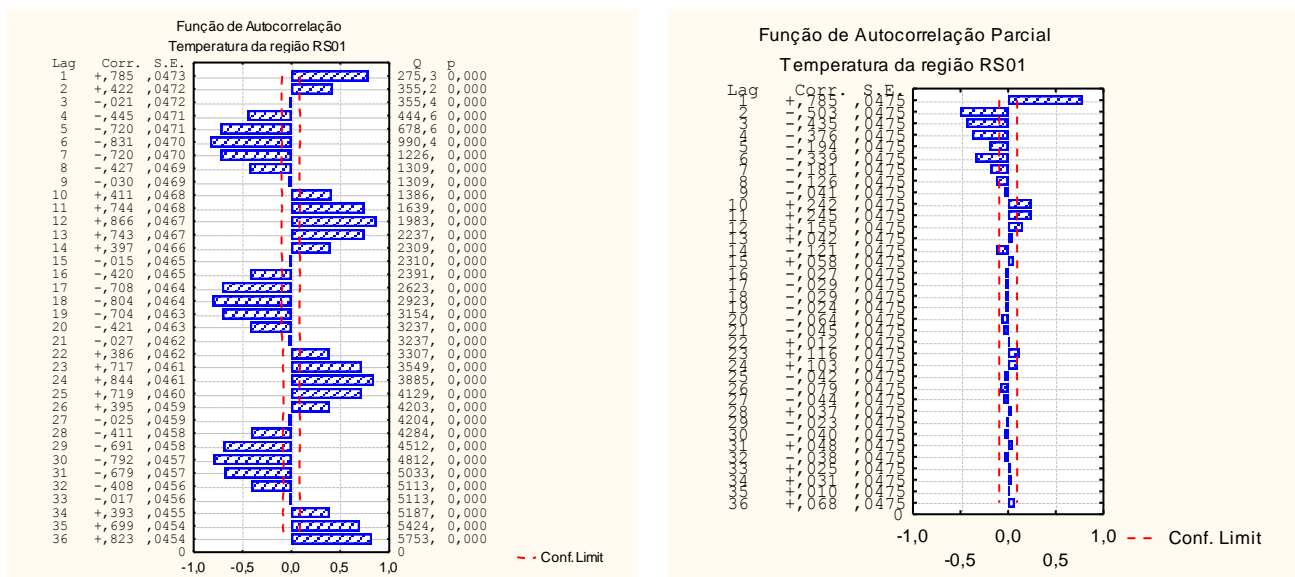 Função de Autocorrelação
Temperatura da região RS01
Lag Corr. S.E. Q p
1 +,785 ,0473 275,3 0,000
2 +,422 ,0472 355,2 0,000
3 -,021 ,0472 355,4 0,000
4 -,445 ,0471 444,6 0,000
5 -,720 ,0471 678,6 0,000
6 -,831 ,0470 990,4 0,000
7 -,720 ,0470 1226, 0,000
8 -,427 ,0469 1309, 0,000
9 -,030 ,0469 1309, 0,000
10 +,411 ,0468 1386, 0,000
11 +,744 ,0468 1639, 0,000
12 +,866 ,0467 1983, 0,000
13 +,743 ,0467 2237, 0,000
14 +,397 ,0466 2309, 0,000
15 -,015 ,0465 2310, 0,000
16 -,420 ,0465 2391, 0,000
17 -,708 ,0464 2623, 0,000
18 -,804 ,0464 2923, 0,000
19 -,704 ,0463 3154, 0,000
20 -,421 ,0463 3237, 0,000
21 -,027 ,0462 3237, 0,000
22 +,386 ,0462 3307, 0,000
23 +,717 ,0461 3549, 0,000
24 +,844 ,0461 3885, 0,000
25 +,719 ,0460 4129, 0,000
26 +,395 ,0459 4203, 0,000
27 -,025 ,0459 4204, 0,000
28 -,411 ,0458 4284, 0,000
29 -,691 ,0458 4512, 0,000
30 -,792 ,0457 4812, 0,000
31 -,679 ,0457 5033, 0,000
32 -,408 ,0456 5113, 0,000
33 -,017 ,0456 5113, 0,000
34 +,393 ,0455 5187, 0,000
35 +,699 ,0454 5424, 0,000
36 +,823 ,0454 5753, 0,000
0 0
-1,0 -0,5 0,0 0,5 1,0
Conf. Limit
Função de Autocorrelação Parcial
Temperatura da região RS01
Lag Corr. S.E.
1 +,785 ,0475
2 -,503 ,0475
3 -,435 ,0475
4 -,376 ,0475
5 -,194 ,0475
6 -,339 ,0475
7 -,181 ,0475
8 -,126 ,0475
9 -,041 ,0475
10 +,242 ,0475
11 +,245 ,0475
12 +,155 ,0475
13 +,042 ,0475
14 -,121 ,0475
15 +,058 ,0475
16 -,027 ,0475
17 -,029 ,0475
18 -,029 ,0475
19 -,024 ,0475
20 -,064 ,0475
21 -,045 ,0475
22 +,012 ,0475
23 +,116 ,0475
24 +,103 ,0475
25 -,042 ,0475
26 -,079 ,0475
27 -,044 ,0475
28 +,037 ,0475
29 -,023 ,0475
30 -,040 ,0475
31 +,048 ,0475
32 -,038 ,0475
33 +,025 ,0475
34 +,031 ,0475
35 +,010 ,0475
36 +,068 ,0475
0
-1,0 -0,5 0,0 0,5 1,0
Conf. Limit